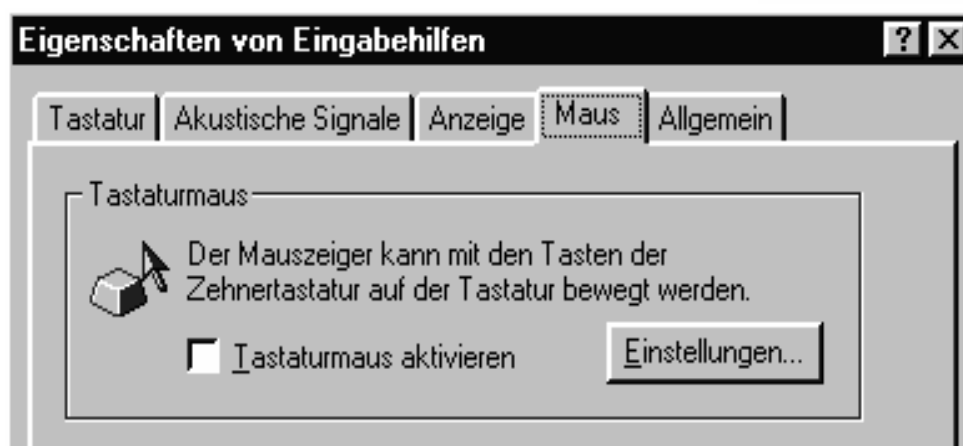 Eigenschaften von Eingabehilfen ? X
Tastatur Akustische Signale Anzeige Maus Allgemein
Tastaturmaus
Der Mauszeiger kann mit den Tasten der
Zehnertastatur auf der Tastatur bewegt werden.
Tastaturmaus aktivieren Einstellungen...